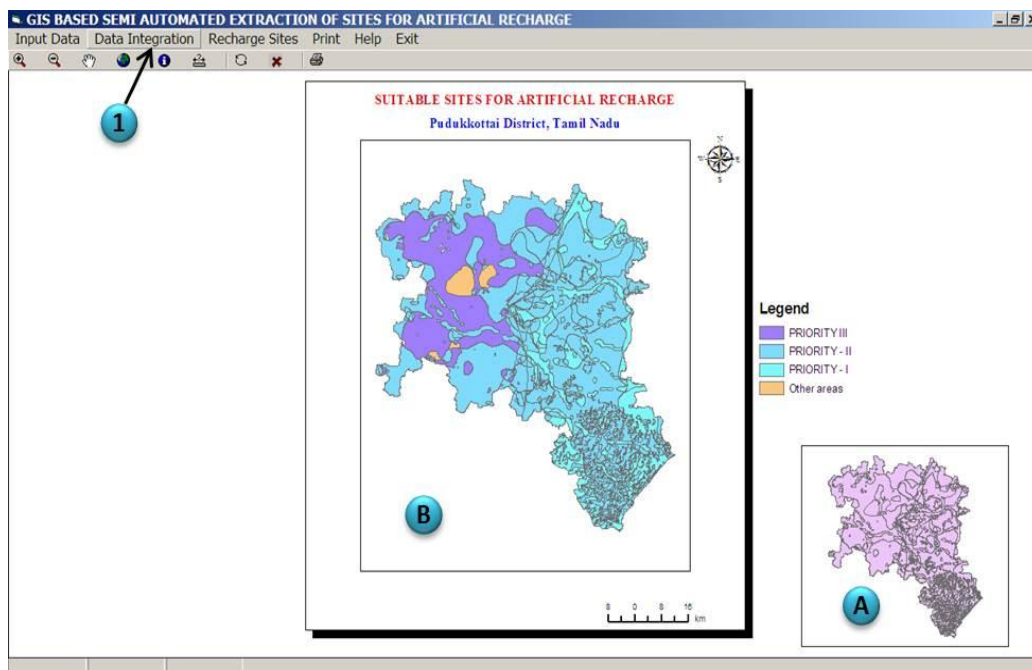 GIS BASED SEMI AUTOMATED EXTRACTION OF SITES FOR ARTIFICIAL RECHARGE
Input Data Data Integration Recharge Sites Print Help Exit
1
SUITABLE SITES FOR ARTIFICIAL RECHARGE
Pudukkottai District, Tamil Nadu
N
W E
S
Legend
PRIORITY III
PRIORITY - II
PRIORITY - I
Other areas
B
A
8 0 8 16
km